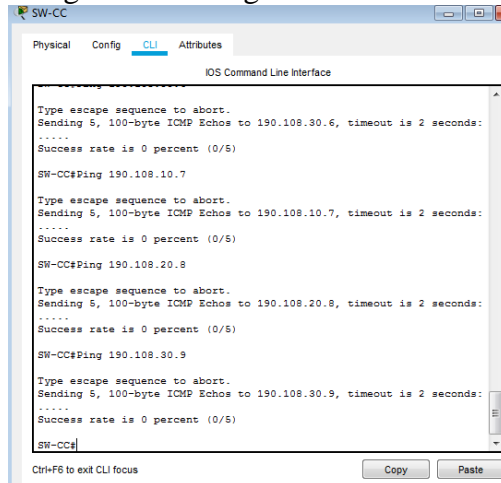 SW-CC
Physical Config CLI Attributes
IOS Command Line Interface
Type escape sequence to abort.
Sending 5, 100-byte ICMP Echos to 190.108.30.6, timeout is 2 seconds:
.....
Success rate is 0 percent (0/5)
SW-CC#Ping 190.108.10.7
Type escape sequence to abort.
Sending 5, 100-byte ICMP Echos to 190.108.10.7, timeout is 2 seconds:
.....
Success rate is 0 percent (0/5)
SW-CC#Ping 190.108.20.8
Type escape sequence to abort.
Sending 5, 100-byte ICMP Echos to 190.108.20.8, timeout is 2 seconds:
.....
Success rate is 0 percent (0/5)
SW-CC#Ping 190.108.30.9
Type escape sequence to abort.
Sending 5, 100-byte ICMP Echos to 190.108.30.9, timeout is 2 seconds:
.....
Success rate is 0 percent (0/5)
SW-CC#
Ctrl+F6 to exit CLI focus
Copy Paste